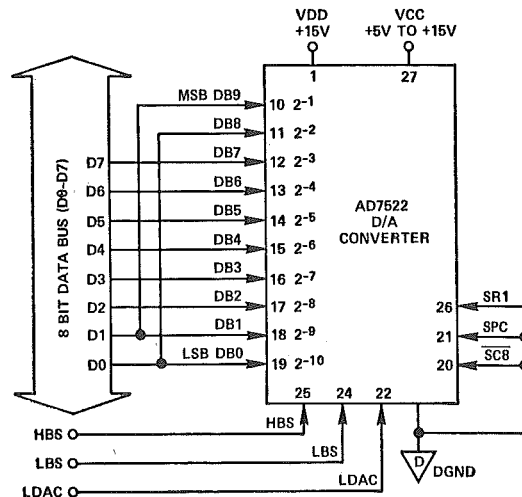 VDD
+15V
VCC
+5V TO +15V
1
27
MSB DB9
10 2-1
DB8
11 2-2
D7
DB7
12 2-3
D6
DB6
13 2-4
D5
DB5
14 2-5
D4
DB4
15 2-6
D3
DB3
16 2-7
D2
DB2
17 2-8
D1
DB1
18 2-9
D0
LSB DB0
19 2-10
8 BIT DATA BUS (D0-D7)
AD7522
D/A
CONVERTER
26
SR1
21
SPC
20
SC8
25
24
22
HBS
LBS
LDAC
HBS
LBS
LDAC
D
DGND